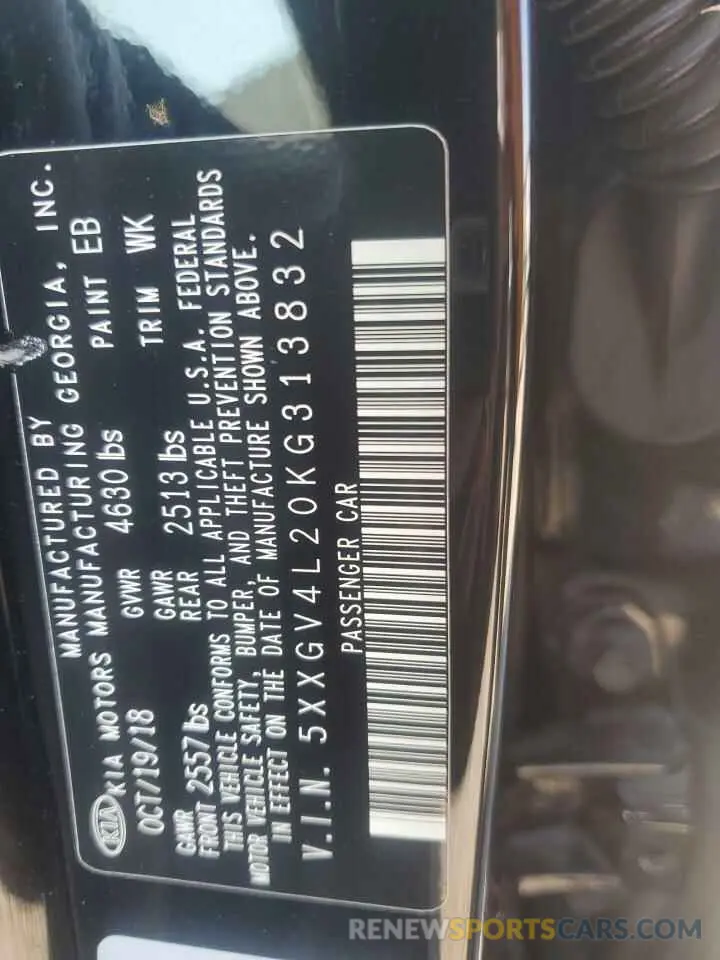 MANUFACTURED BY
KIA KIA MOTORS MANUFACTURING GEORGIA, INC.
OCT/19/18 GVWR 4630 lbs PAINT EB
GAWR FRONT 2557 lbs GAWR REAR 2513 lbs TRIM WK
THIS VEHICLE CONFORMS TO ALL APPLICABLE U.S.A. FEDERAL
MOTOR VEHICLE SAFETY, BUMPER, AND THEFT PREVENTION STANDARDS
IN EFFECT ON THE DATE OF MANUFACTURE SHOWN ABOVE.
V.I.N. 5XXGV4L20KG313832
PASSENGER CAR
RENEWSPORTSCARS.COM